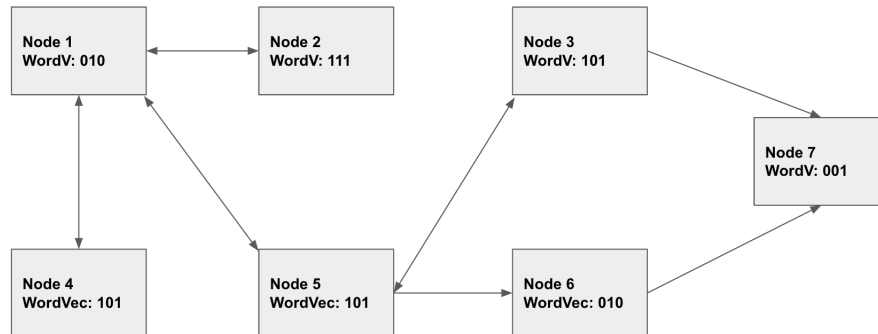 Node 1
WordV: 010
Node 2
WordV: 111
Node 3
WordV: 101
Node 7
WordV: 001
Node 4
WordVec: 101
Node 5
WordVec: 101
Node 6
WordVec: 010